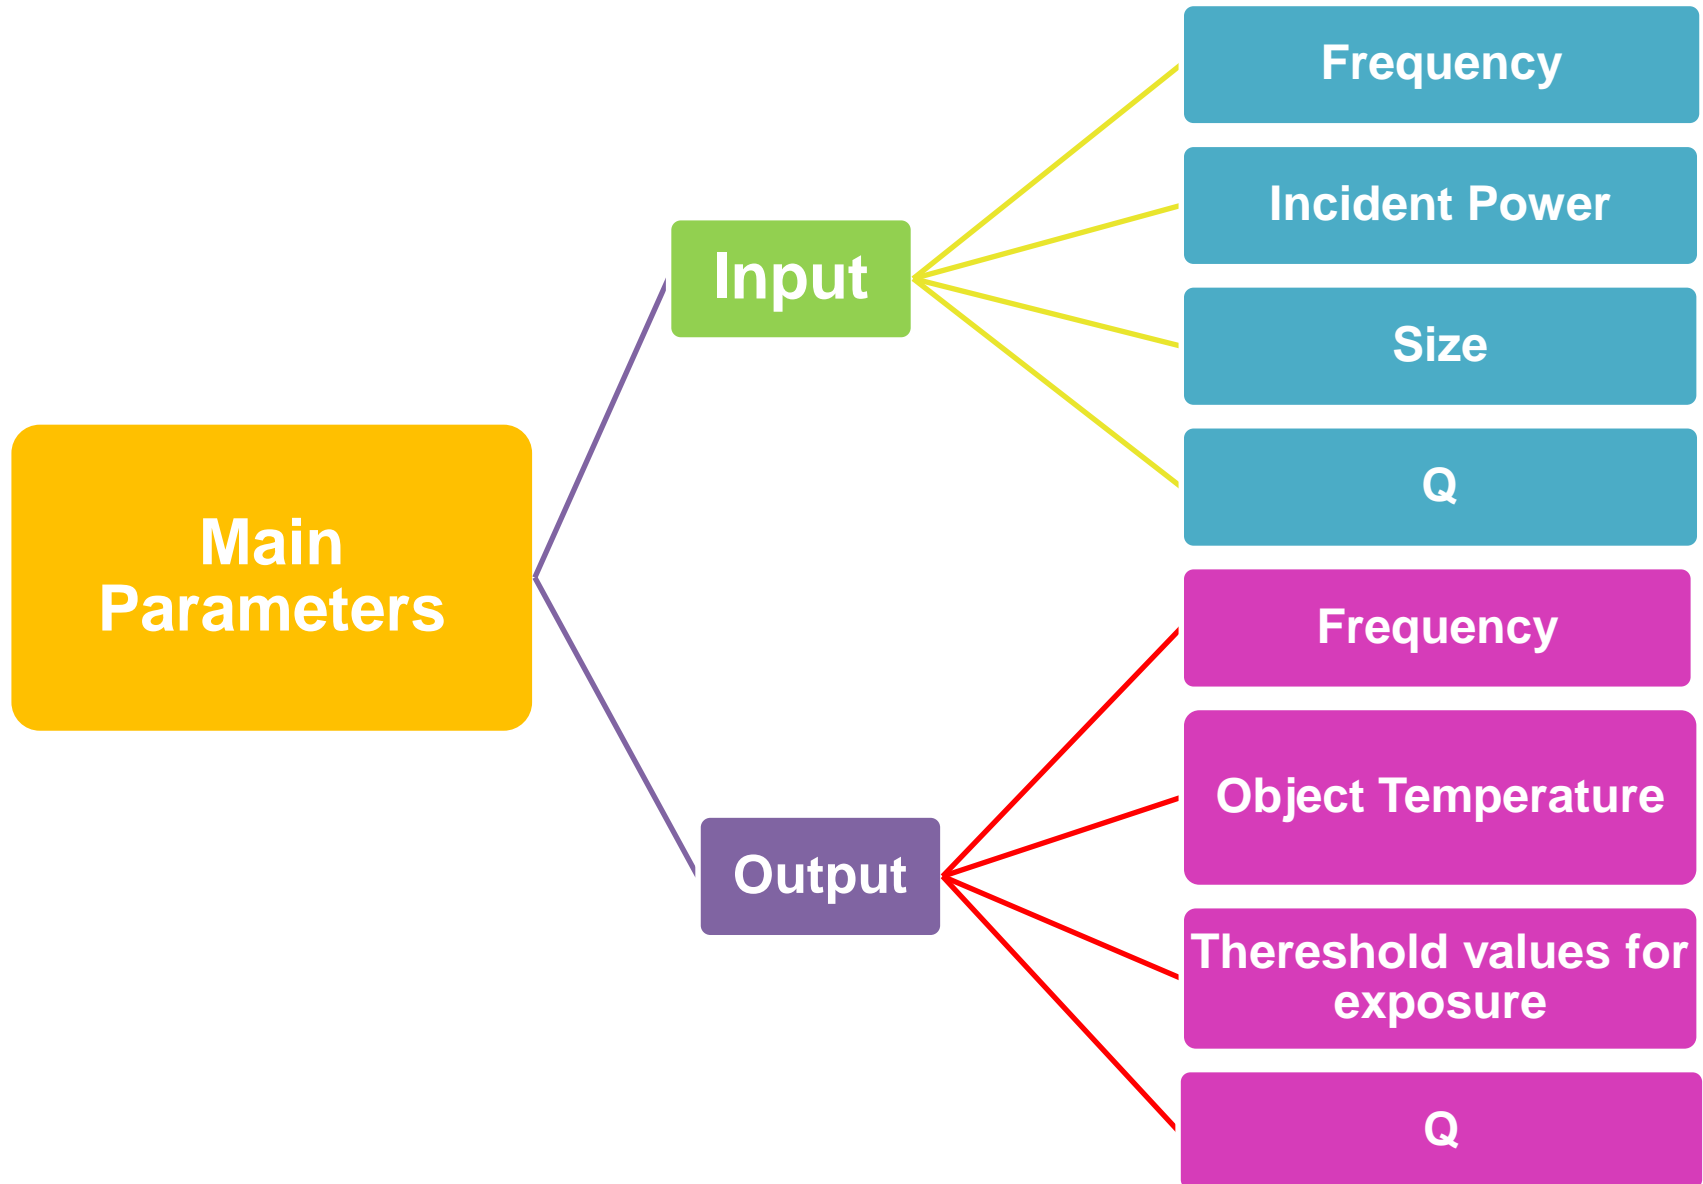 Main
Parameters
Input
Frequency
Incident Power
Size
Q
Output
Frequency
Object Temperature
Thereshold values for
exposure
Q